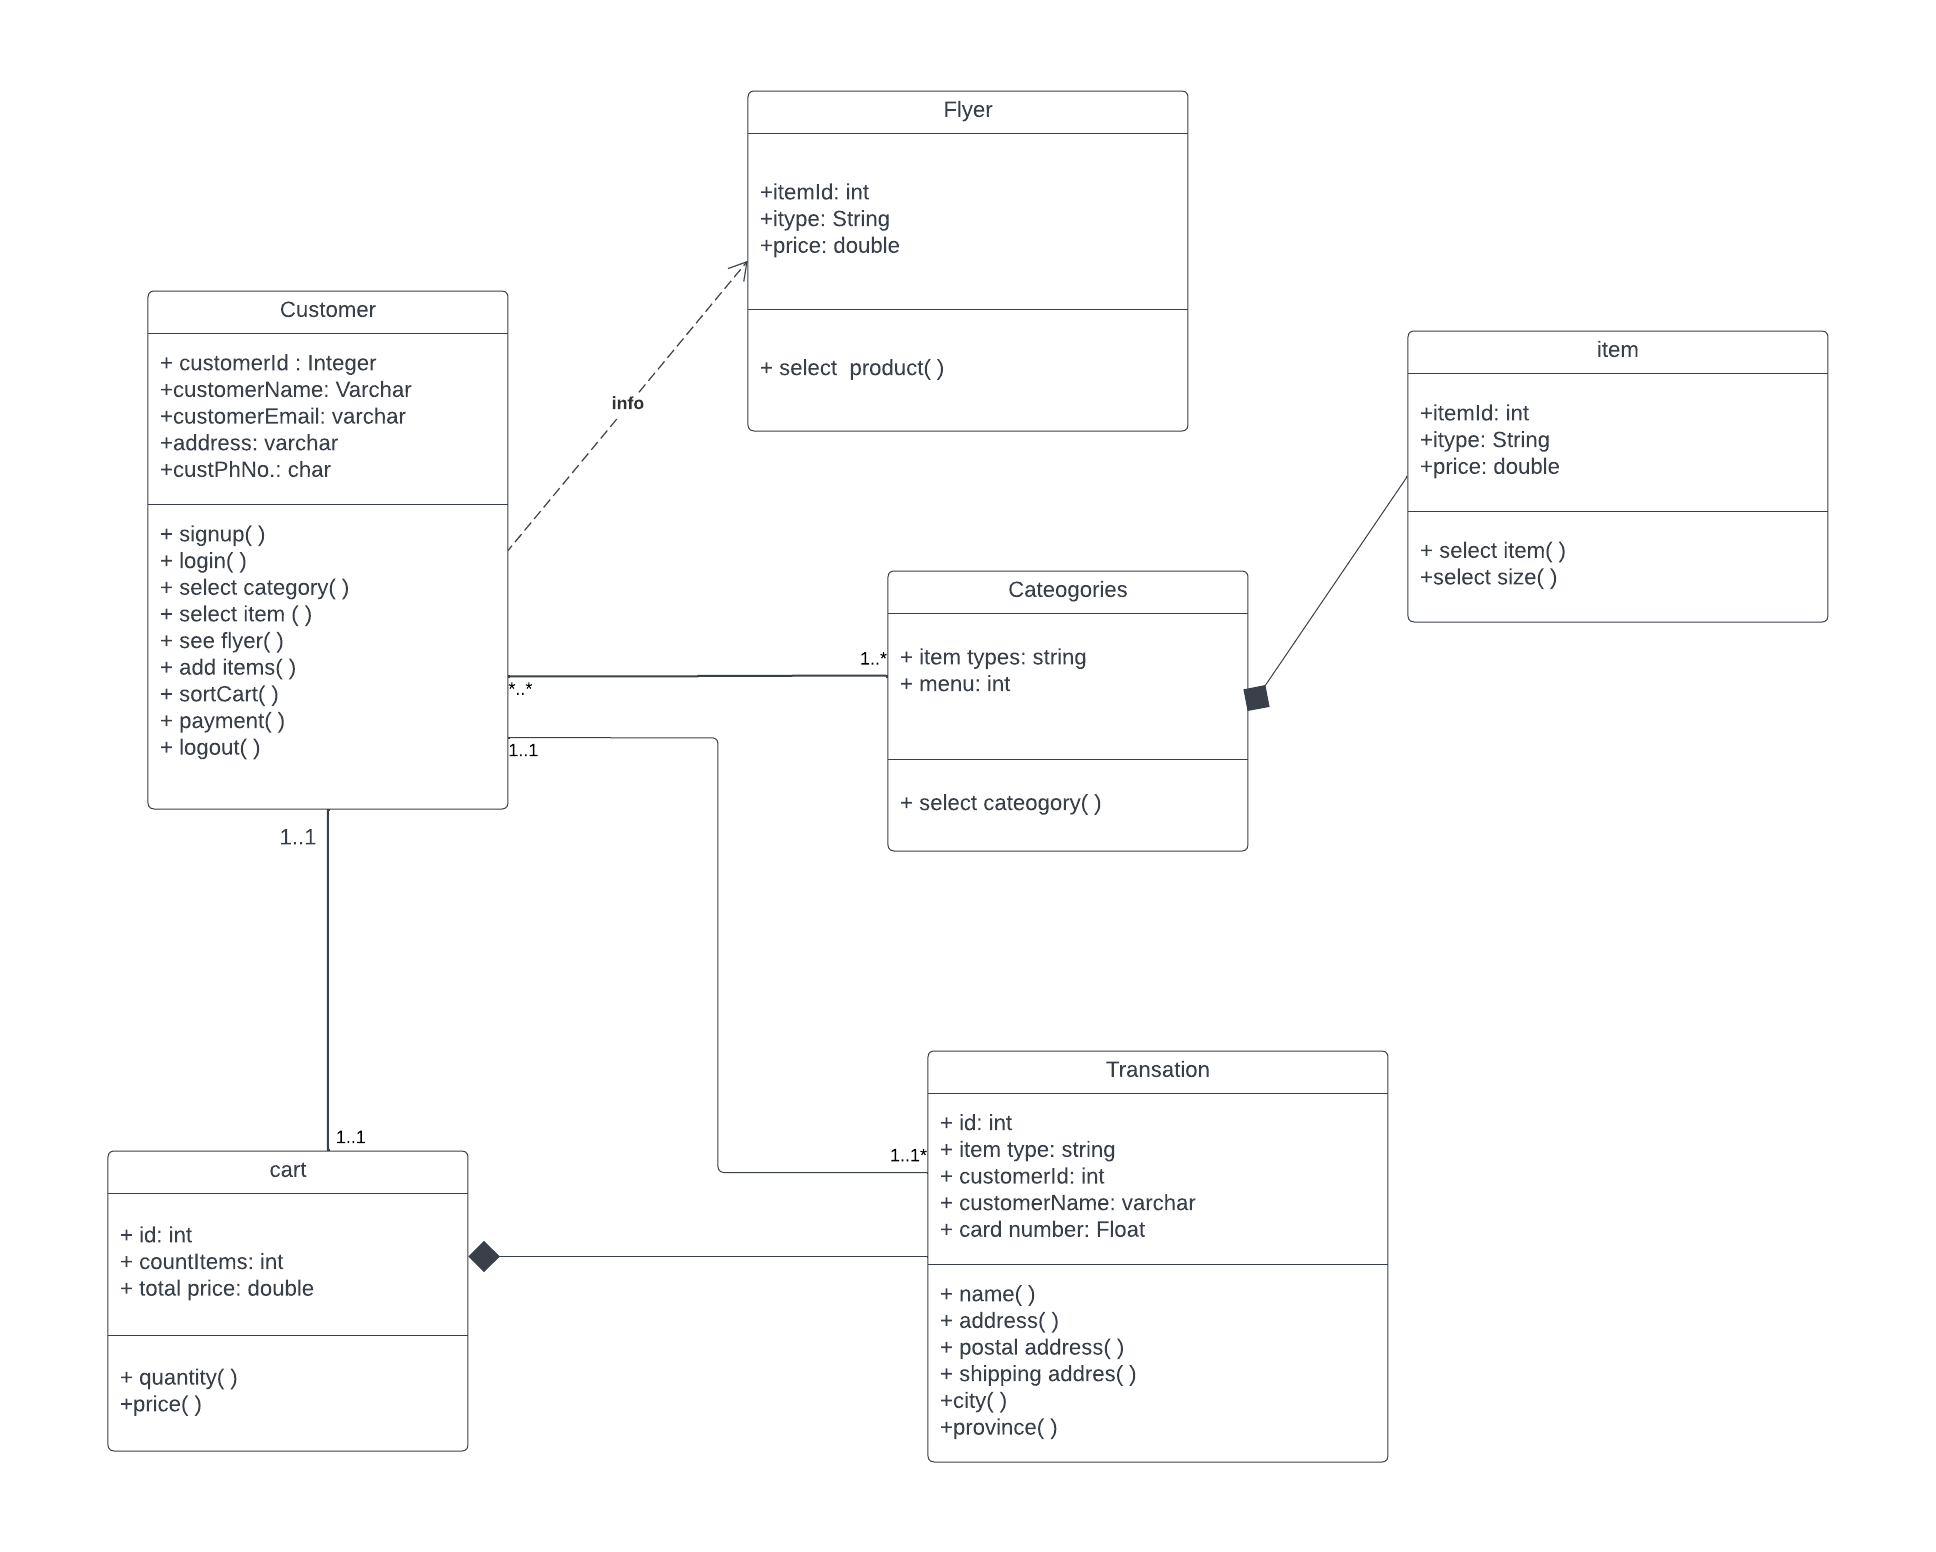 Flyer
+itemId: int
+itype: String
+price: double
+ select  product( )
Customer
+ customerId : Integer
+customerName: Varchar
+customerEmail: varchar
+address: varchar
+custPhNo.: char
+ signup( )
+ login( )
+ select category( )
+ select item ( )
+ see flyer( )
+ add items( )
+ sortCart( )
+ payment( )
+ logout( )
info
item
+itemId: int
+itype: String
+price: double
+ select item( )
+select size( )
Cateogories
+ item types: string
+ menu: int
+ select cateogory( )
1..*
*..*
1..1
1..1
1..1
1..1*
cart
+ id: int
+ countItems: int
+ total price: double
+ quantity( )
+price( )
Transation
+ id: int
+ item type: string
+ customerId: int
+ customerName: varchar
+ card number: Float
+ name( )
+ address( )
+ postal address( )
+ shipping addres( )
+city( )
+province( )